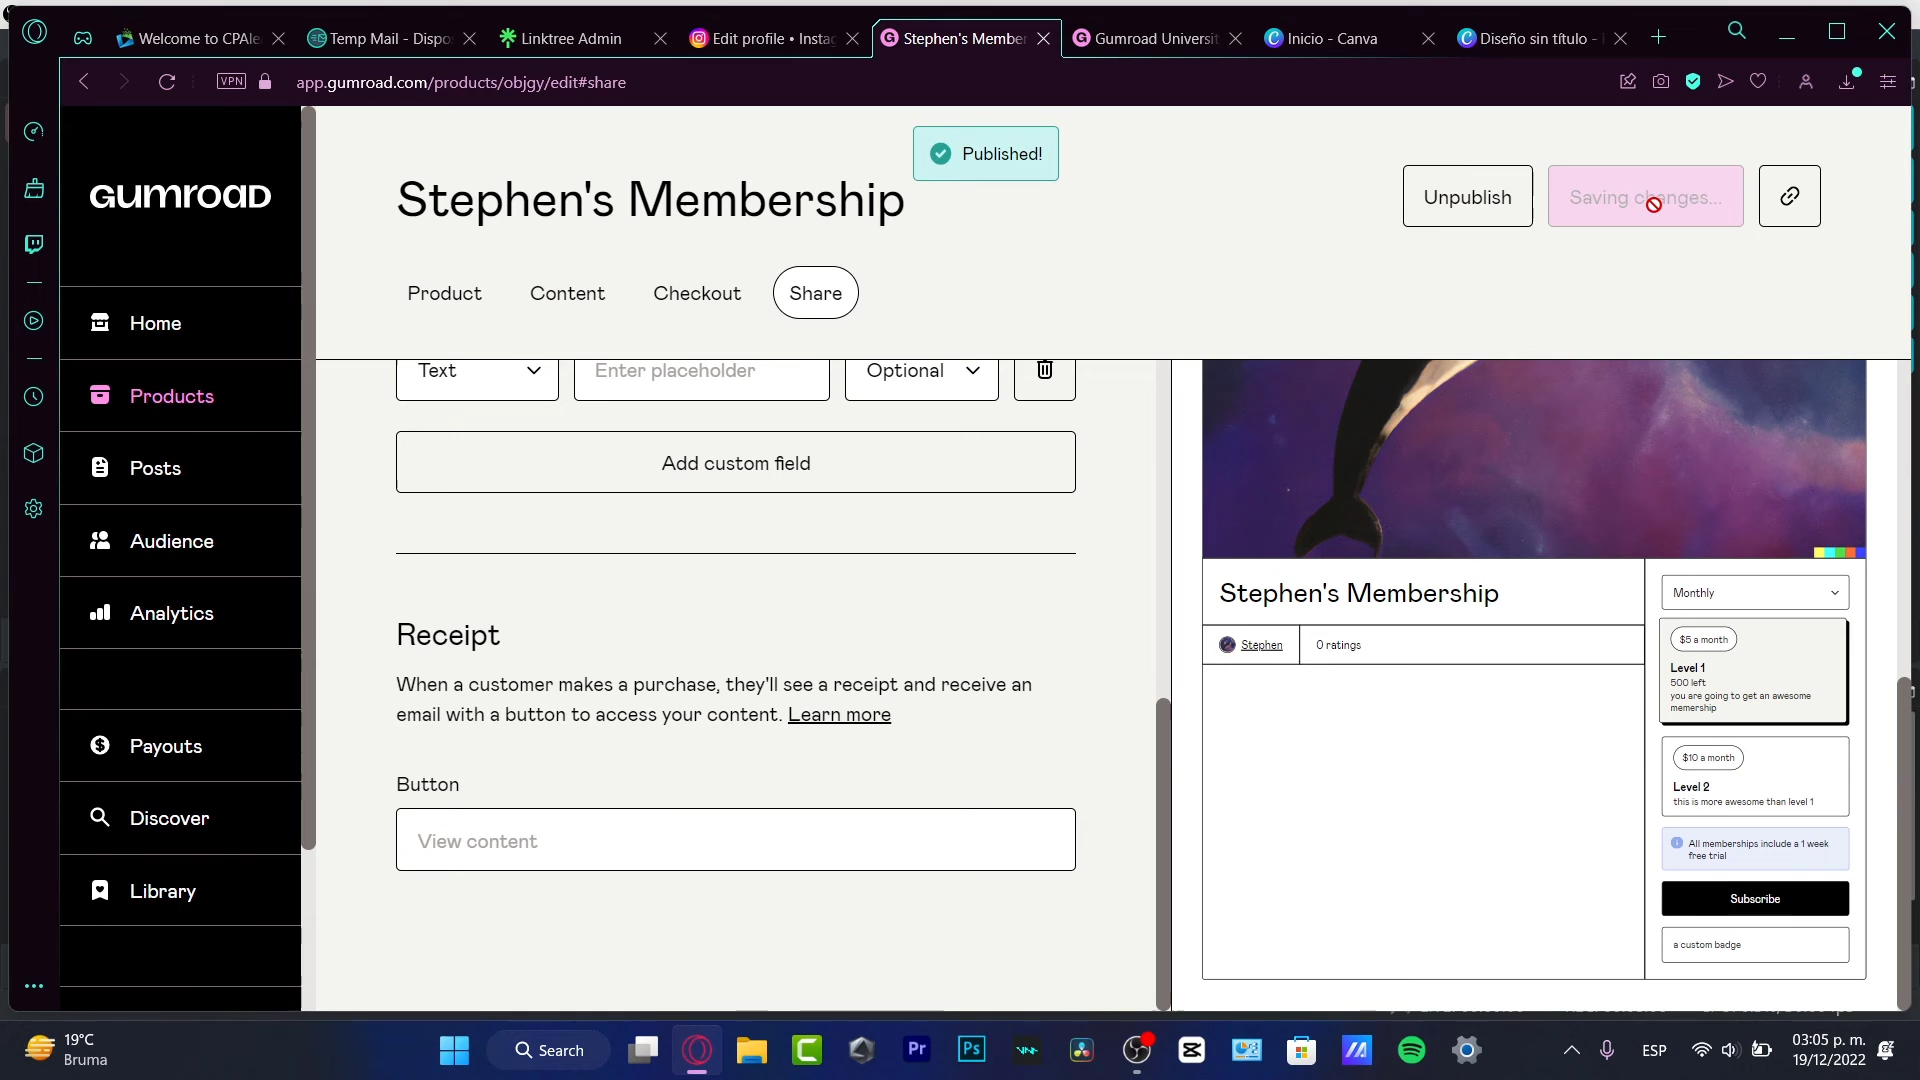 Welcome to CPAle
Temp Mail - Dispo
Linktree Admin
Edit profile • Insta
Stephen's Member
Gumroad Universit
Inicio - Canva
Diseño sin título -
VPN
app.gumroad.com/products/objgy/edit#share
GUMROAD
Published!
Stephen's Membership
Unpublish
Saving changes...
Product
Content
Checkout
Share
Home
Products
Posts
Audience
Analytics
Payouts
Discover
Library
Text
Enter placeholder
Optional
Add custom field
Receipt
When a customer makes a purchase, they'll see a receipt and receive an
email with a button to access your content. Learn more
Button
View content
Stephen's Membership
Stephen
0 ratings
Monthly
$5 a month
Level 1
500 left
you are going to get an awesome
memership
$10 a month
Level 2
this is more awesome than level 1
All memberships include a 1 week
free trial
Subscribe
a custom badge
19°C
Bruma
Search
Pr
Ps
ESP
03:05 p. m.
19/12/2022